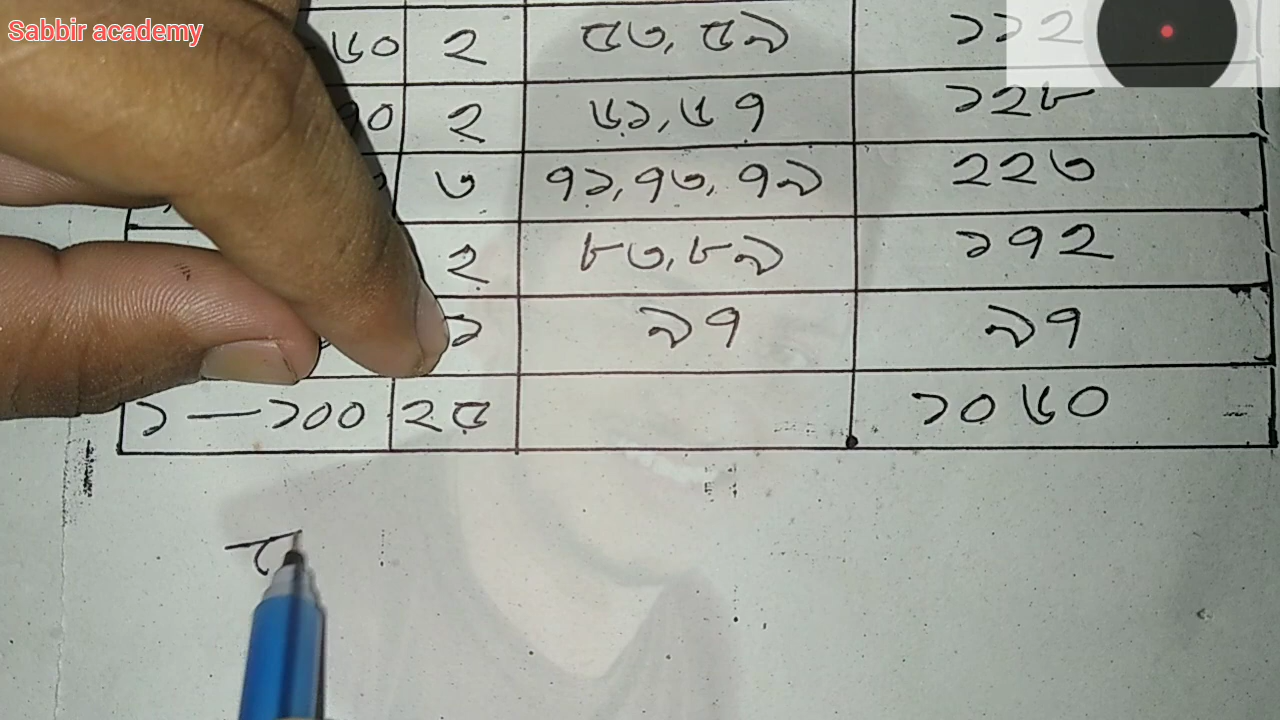 Sabbir academy
৬০ ২ ৫৩, ৫৯ ১১২
৭০ ২ ৬১, ৬৭ ১২৮
৩ ৭১, ৭৩, ৭৯ ২২৩
২ ৮৩, ৮৯ ১৭২
১ ৯৭ ৯৭
১ — ১০০ ২৫ ১০৬০